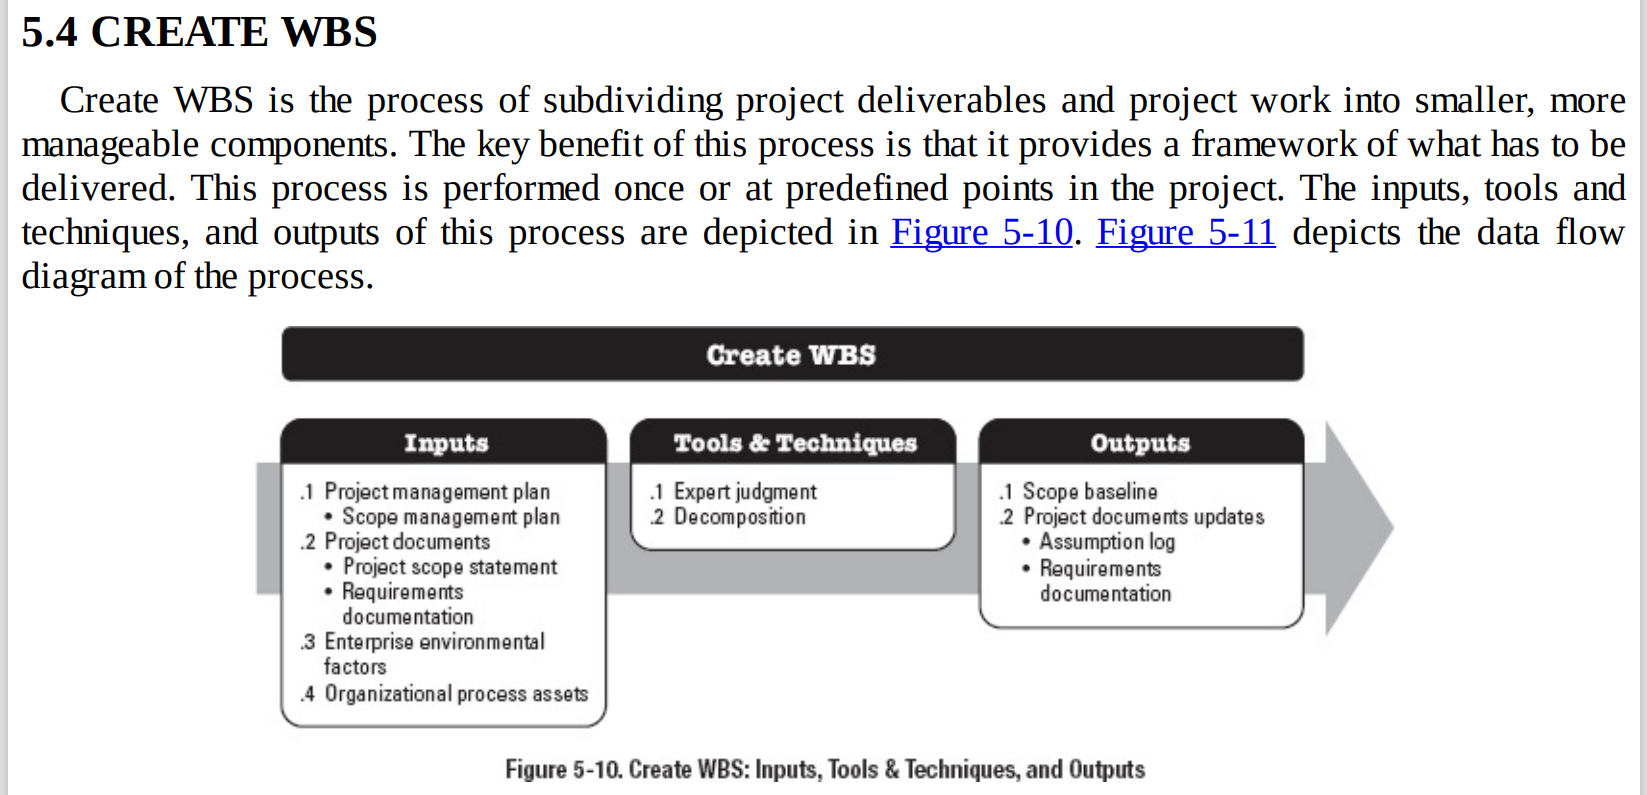 5.4 CREATE WBS
Create WBS is the process of subdividing project deliverables and project work into smaller, more
manageable components. The key benefit of this process is that it provides a framework of what has to be
delivered. This process is performed once or at predefined points in the project. The inputs, tools and
techniques, and outputs of this process are depicted in Figure 5-10. Figure 5-11 depicts the data flow
diagram of the process.
Create WBS
Inputs
.1 Project management plan
• Scope management plan
.2 Project documents
• Project scope statement
• Requirements
documentation
.3 Enterprise environmental
factors
.4 Organizational process assets
Tools & Techniques
.1 Expert judgment
.2 Decomposition
Outputs
.1 Scope baseline
.2 Project documents updates
• Assumption log
• Requirements
documentation
Figure 5-10. Create WBS: Inputs, Tools & Techniques, and Outputs